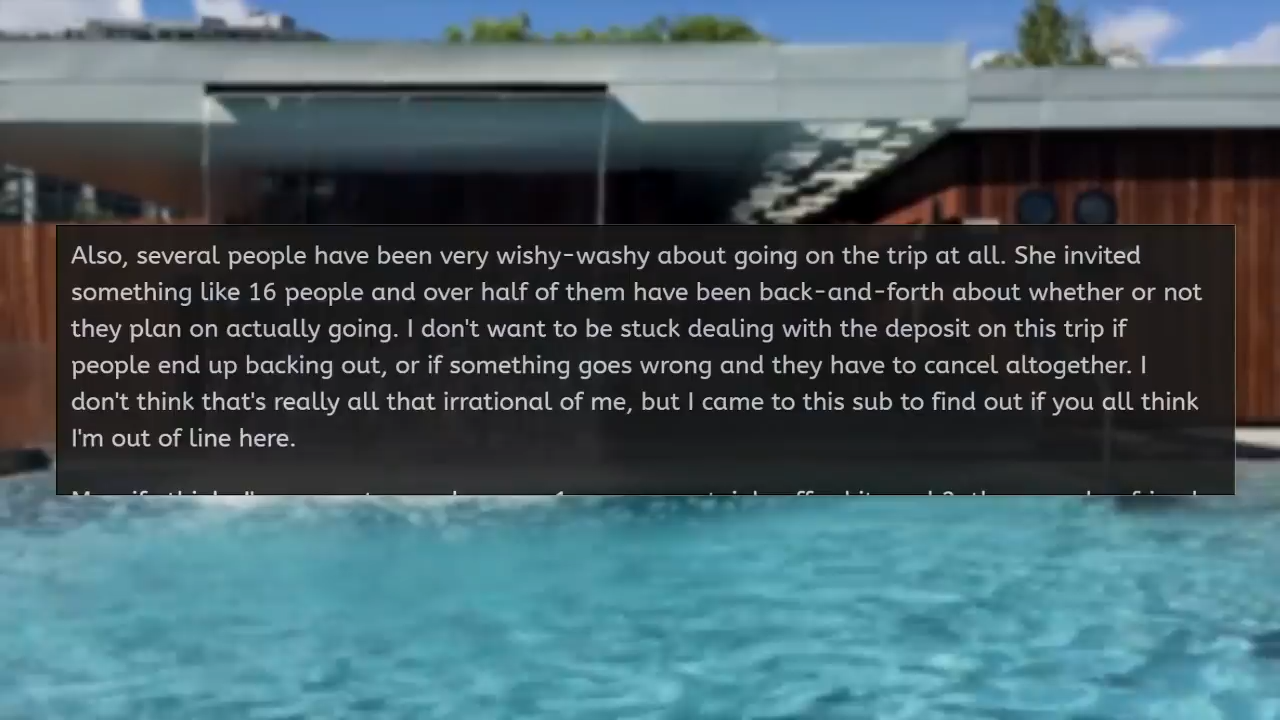 Also, several people have been very wishy-washy about going on the trip at all. She invited
something like 16 people and over half of them have been back-and-forth about whether or not
they plan on actually going. I don't want to be stuck dealing with the deposit on this trip if
people end up backing out, or if something goes wrong and they have to cancel altogether. I
don't think that's really all that irrational of me, but I came to this sub to find out if you all think
I'm out of line here.